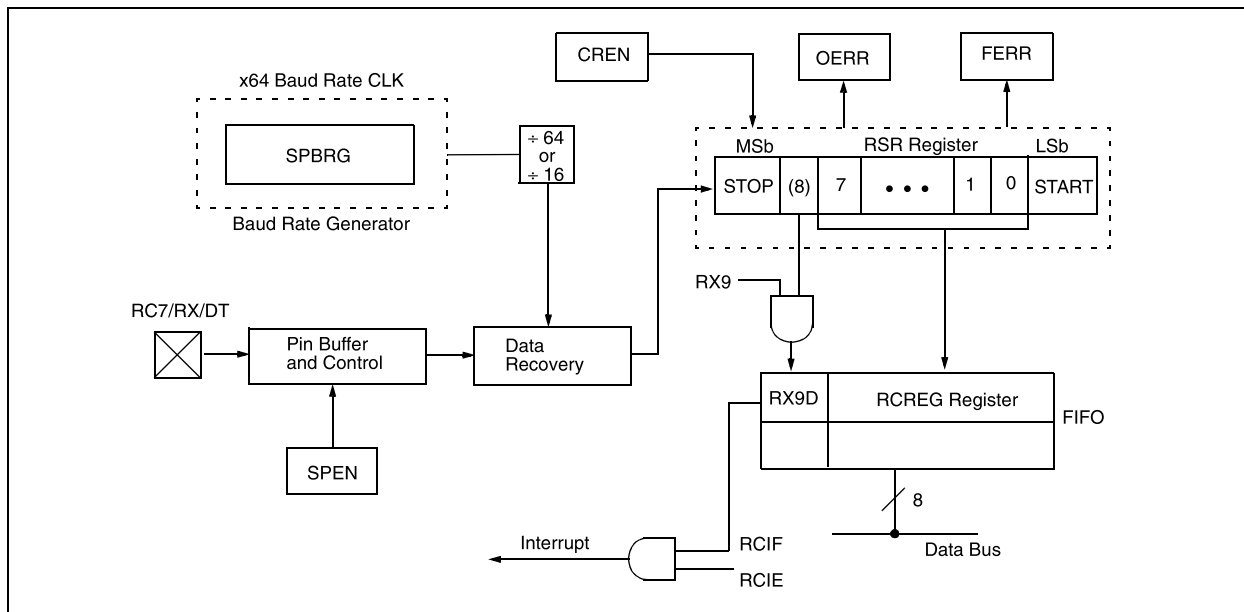 CREN
OERR
FERR
x64 Baud Rate CLK
SPBRG
÷ 64
or
÷ 16
Baud Rate Generator
MSb
RSR Register
LSb
STOP
(8)
7
• • •
1
0
START
RX9
RC7/RX/DT
Pin Buffer
and Control
Data
Recovery
SPEN
RX9D
RCREG Register
FIFO
8
Data Bus
Interrupt
RCIF
RCIE